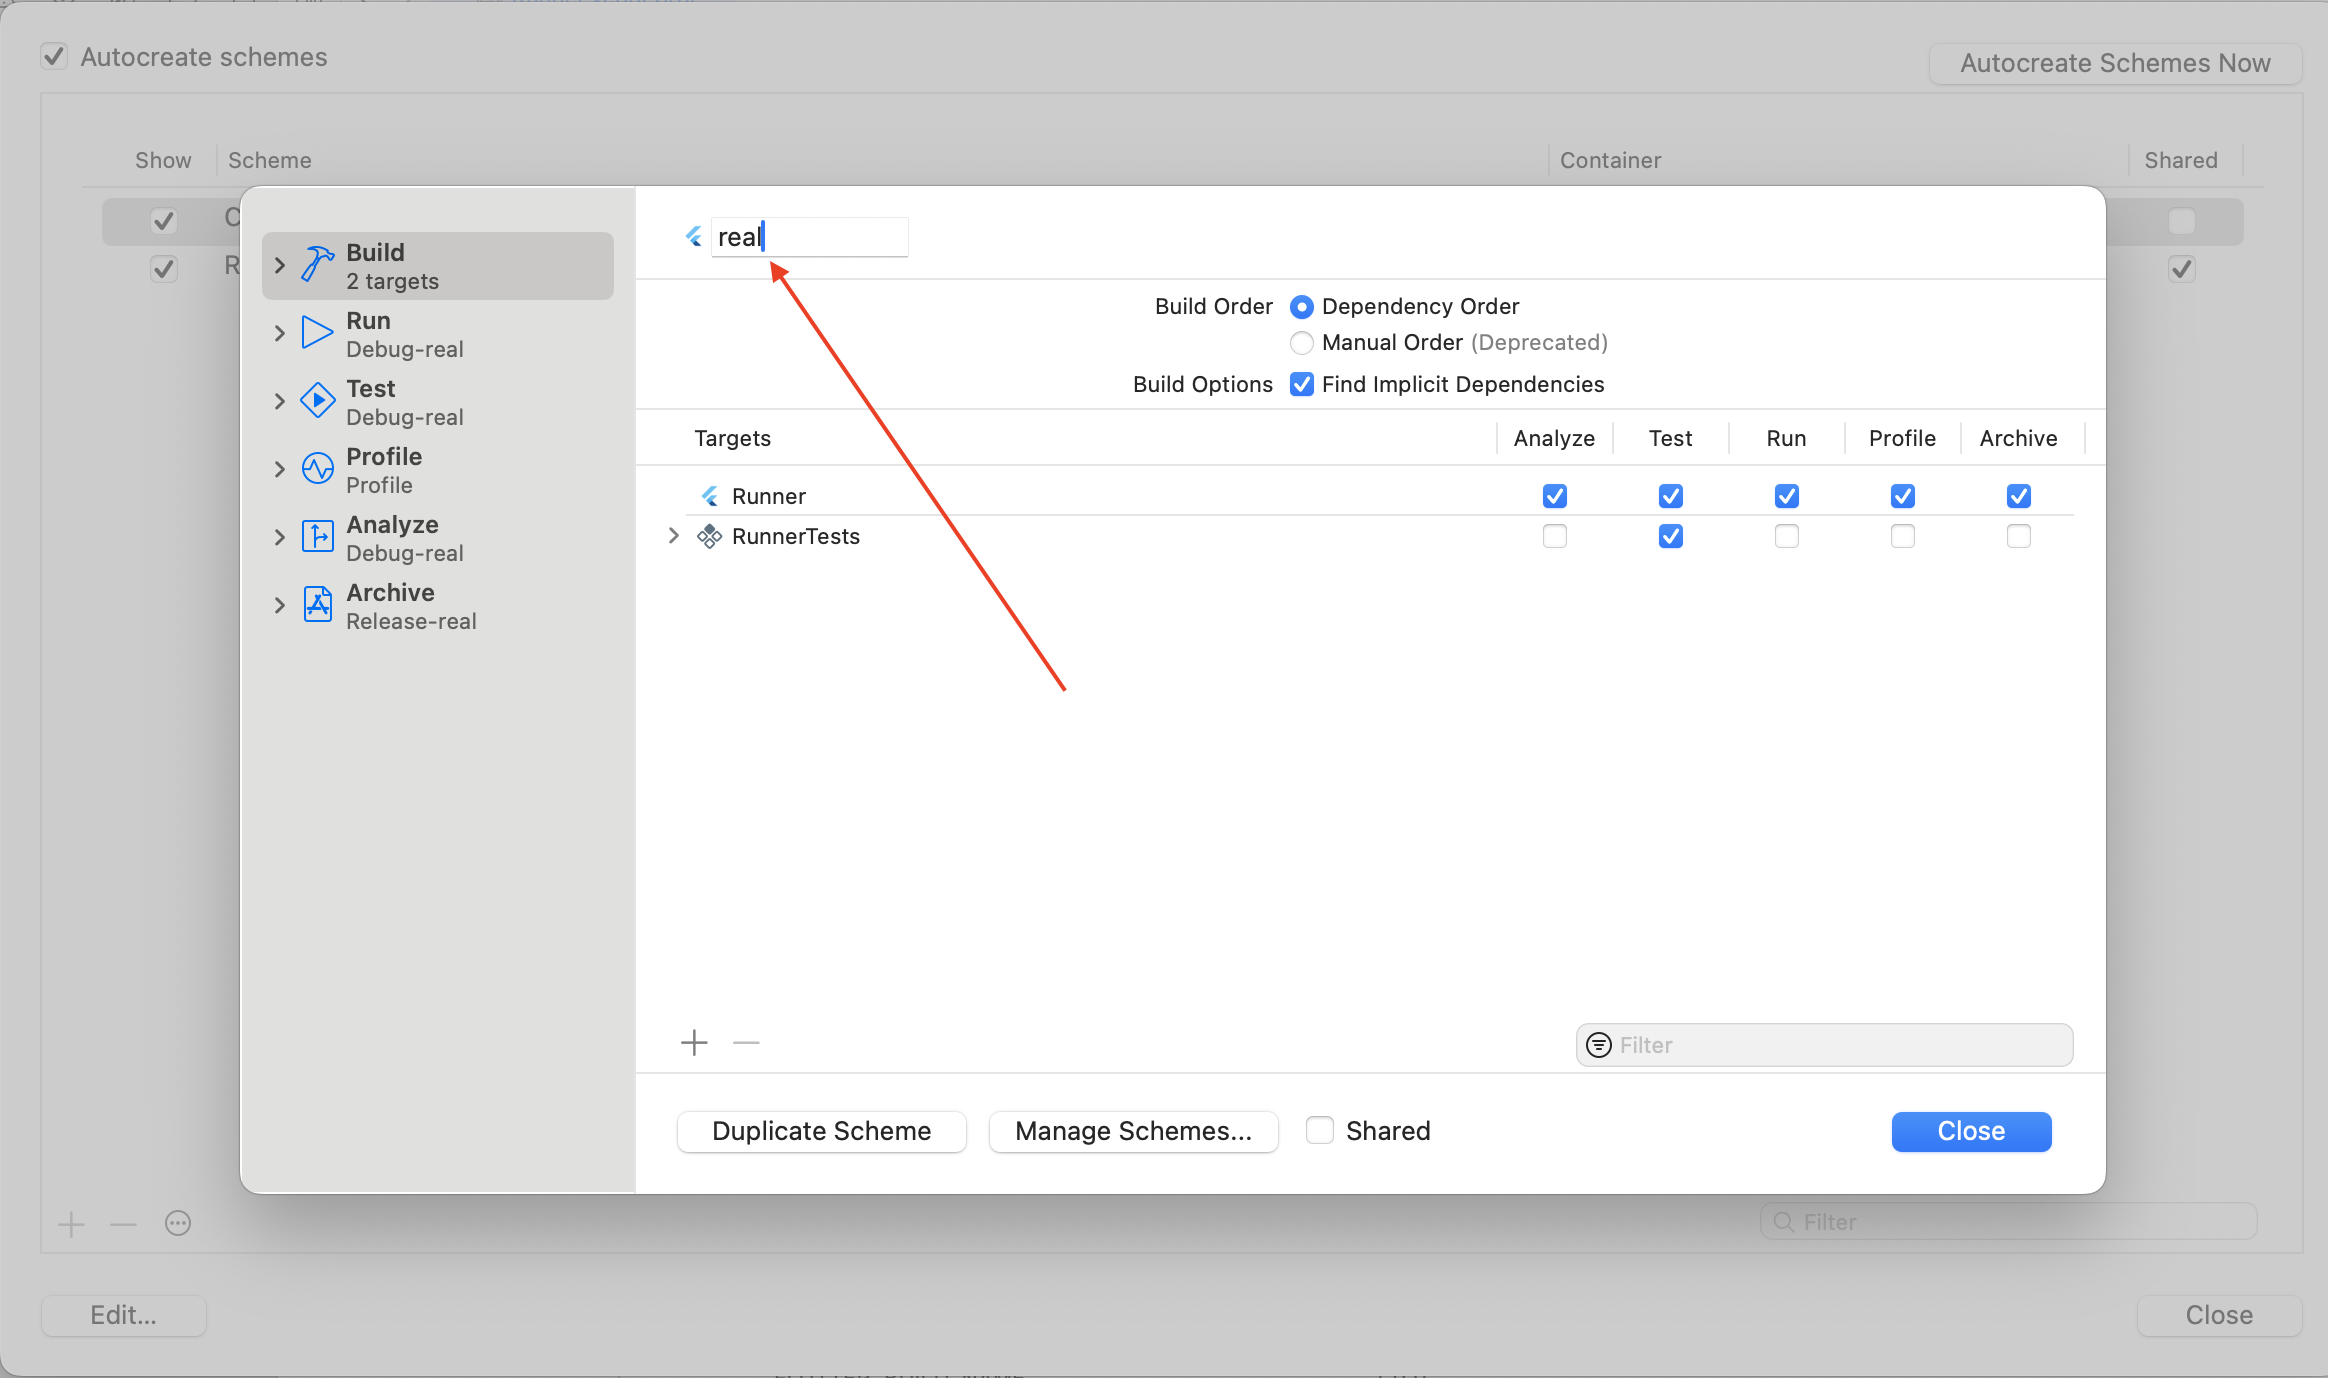 Autocreate schemes
Autocreate Schemes Now
Show Scheme Container Shared
C
R
Build
2 targets
Run
Debug-real
Test
Debug-real
Profile
Profile
Analyze
Debug-real
Archive
Release-real
real
Build Order Dependency Order
Manual Order (Deprecated)
Build Options Find Implicit Dependencies
Targets Analyze Test Run Profile Archive
Runner
RunnerTests
Filter
Duplicate Scheme Manage Schemes... Shared Close
Filter
Edit... Close